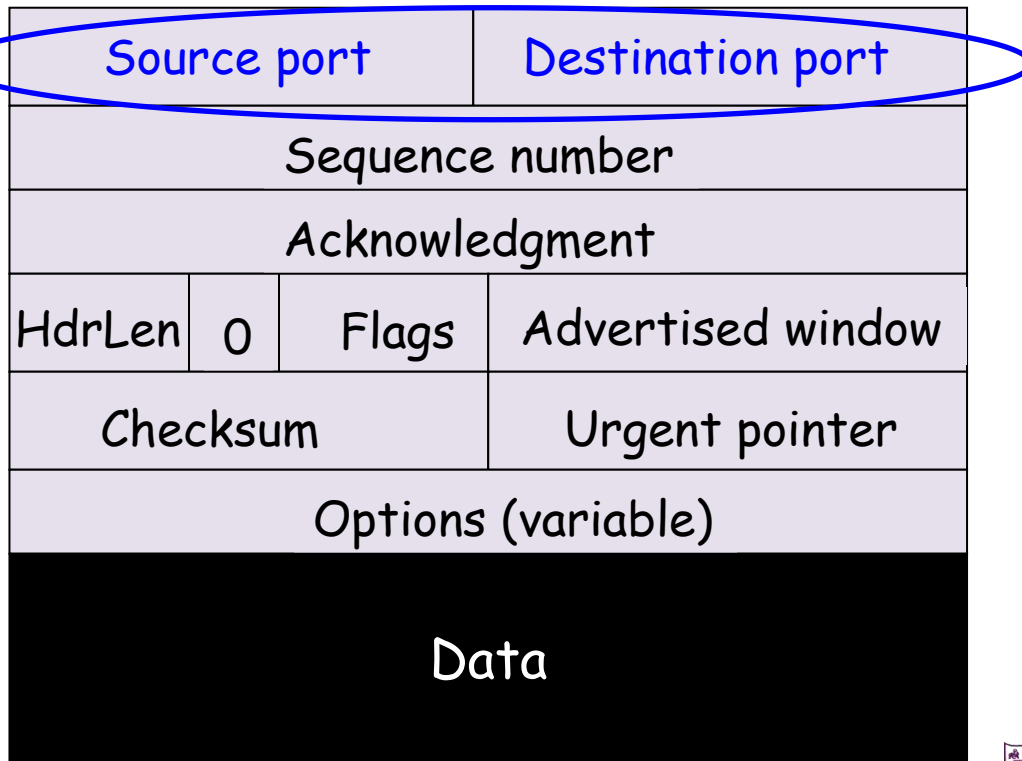 Source port Destination port
Sequence number
Acknowledgment
HdrLen 0 Flags Advertised window
Checksum Urgent pointer
Options (variable)
Data